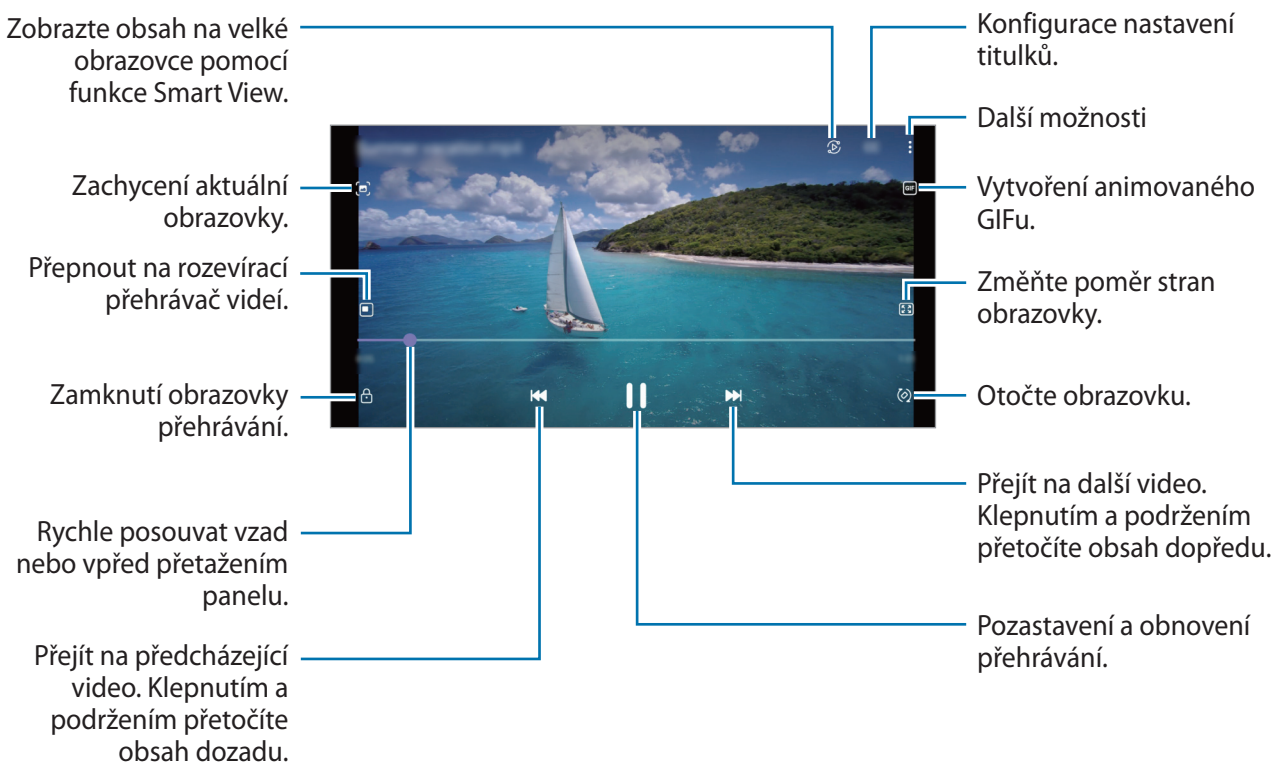 Zobrazte obsah na velké
obrazovce pomocí
funkce Smart View.
Zachycení aktuální
obrazovky.
Přepnout na rozevírací
přehrávač videí.
Zamknutí obrazovky
přehrávání.
Rychle posouvat vzad
nebo vpřed přetažením
panelu.
Přejít na předcházející
video. Klepnutím a
podržením přetočíte
obsah dozadu.
GIF
Konfigurace nastavení
titulků.
Další možnosti
Vytvoření animovaného
GIFu.
Změňte poměr stran
obrazovky.
Otočte obrazovku.
Přejít na další video.
Klepnutím a podržením
přetočíte obsah dopředu.
Pozastavení a obnovení
přehrávání.